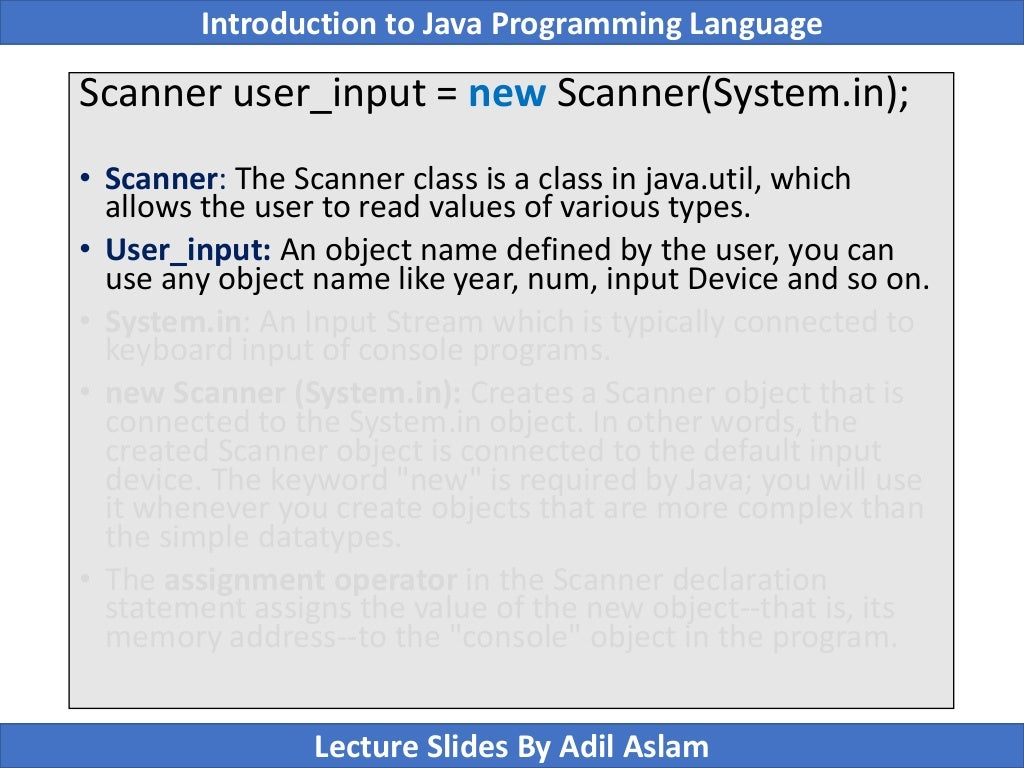 Introduction to Java Programming Language
Scanner user_input = new Scanner(System.in);
• Scanner: The Scanner class is a class in java.util, which
allows the user to read values of various types.
• User_input: An object name defined by the user, you can
use any object name like year, num, input Device and so on.
• System.in: An Input Stream which is typically connected to
keyboard input of console programs.
• new Scanner (System.in): Creates a Scanner object that is
connected to the System.in object. In other words, the
created Scanner object is connected to the default input
device. The keyword "new" is required by Java; you will use
it whenever you create objects that are more complex than
the simple datatypes.
• The assignment operator in the Scanner declaration
statement assigns the value of the new object--that is, its
memory address--to the "console" object in the program.
Lecture Slides By Adil Aslam